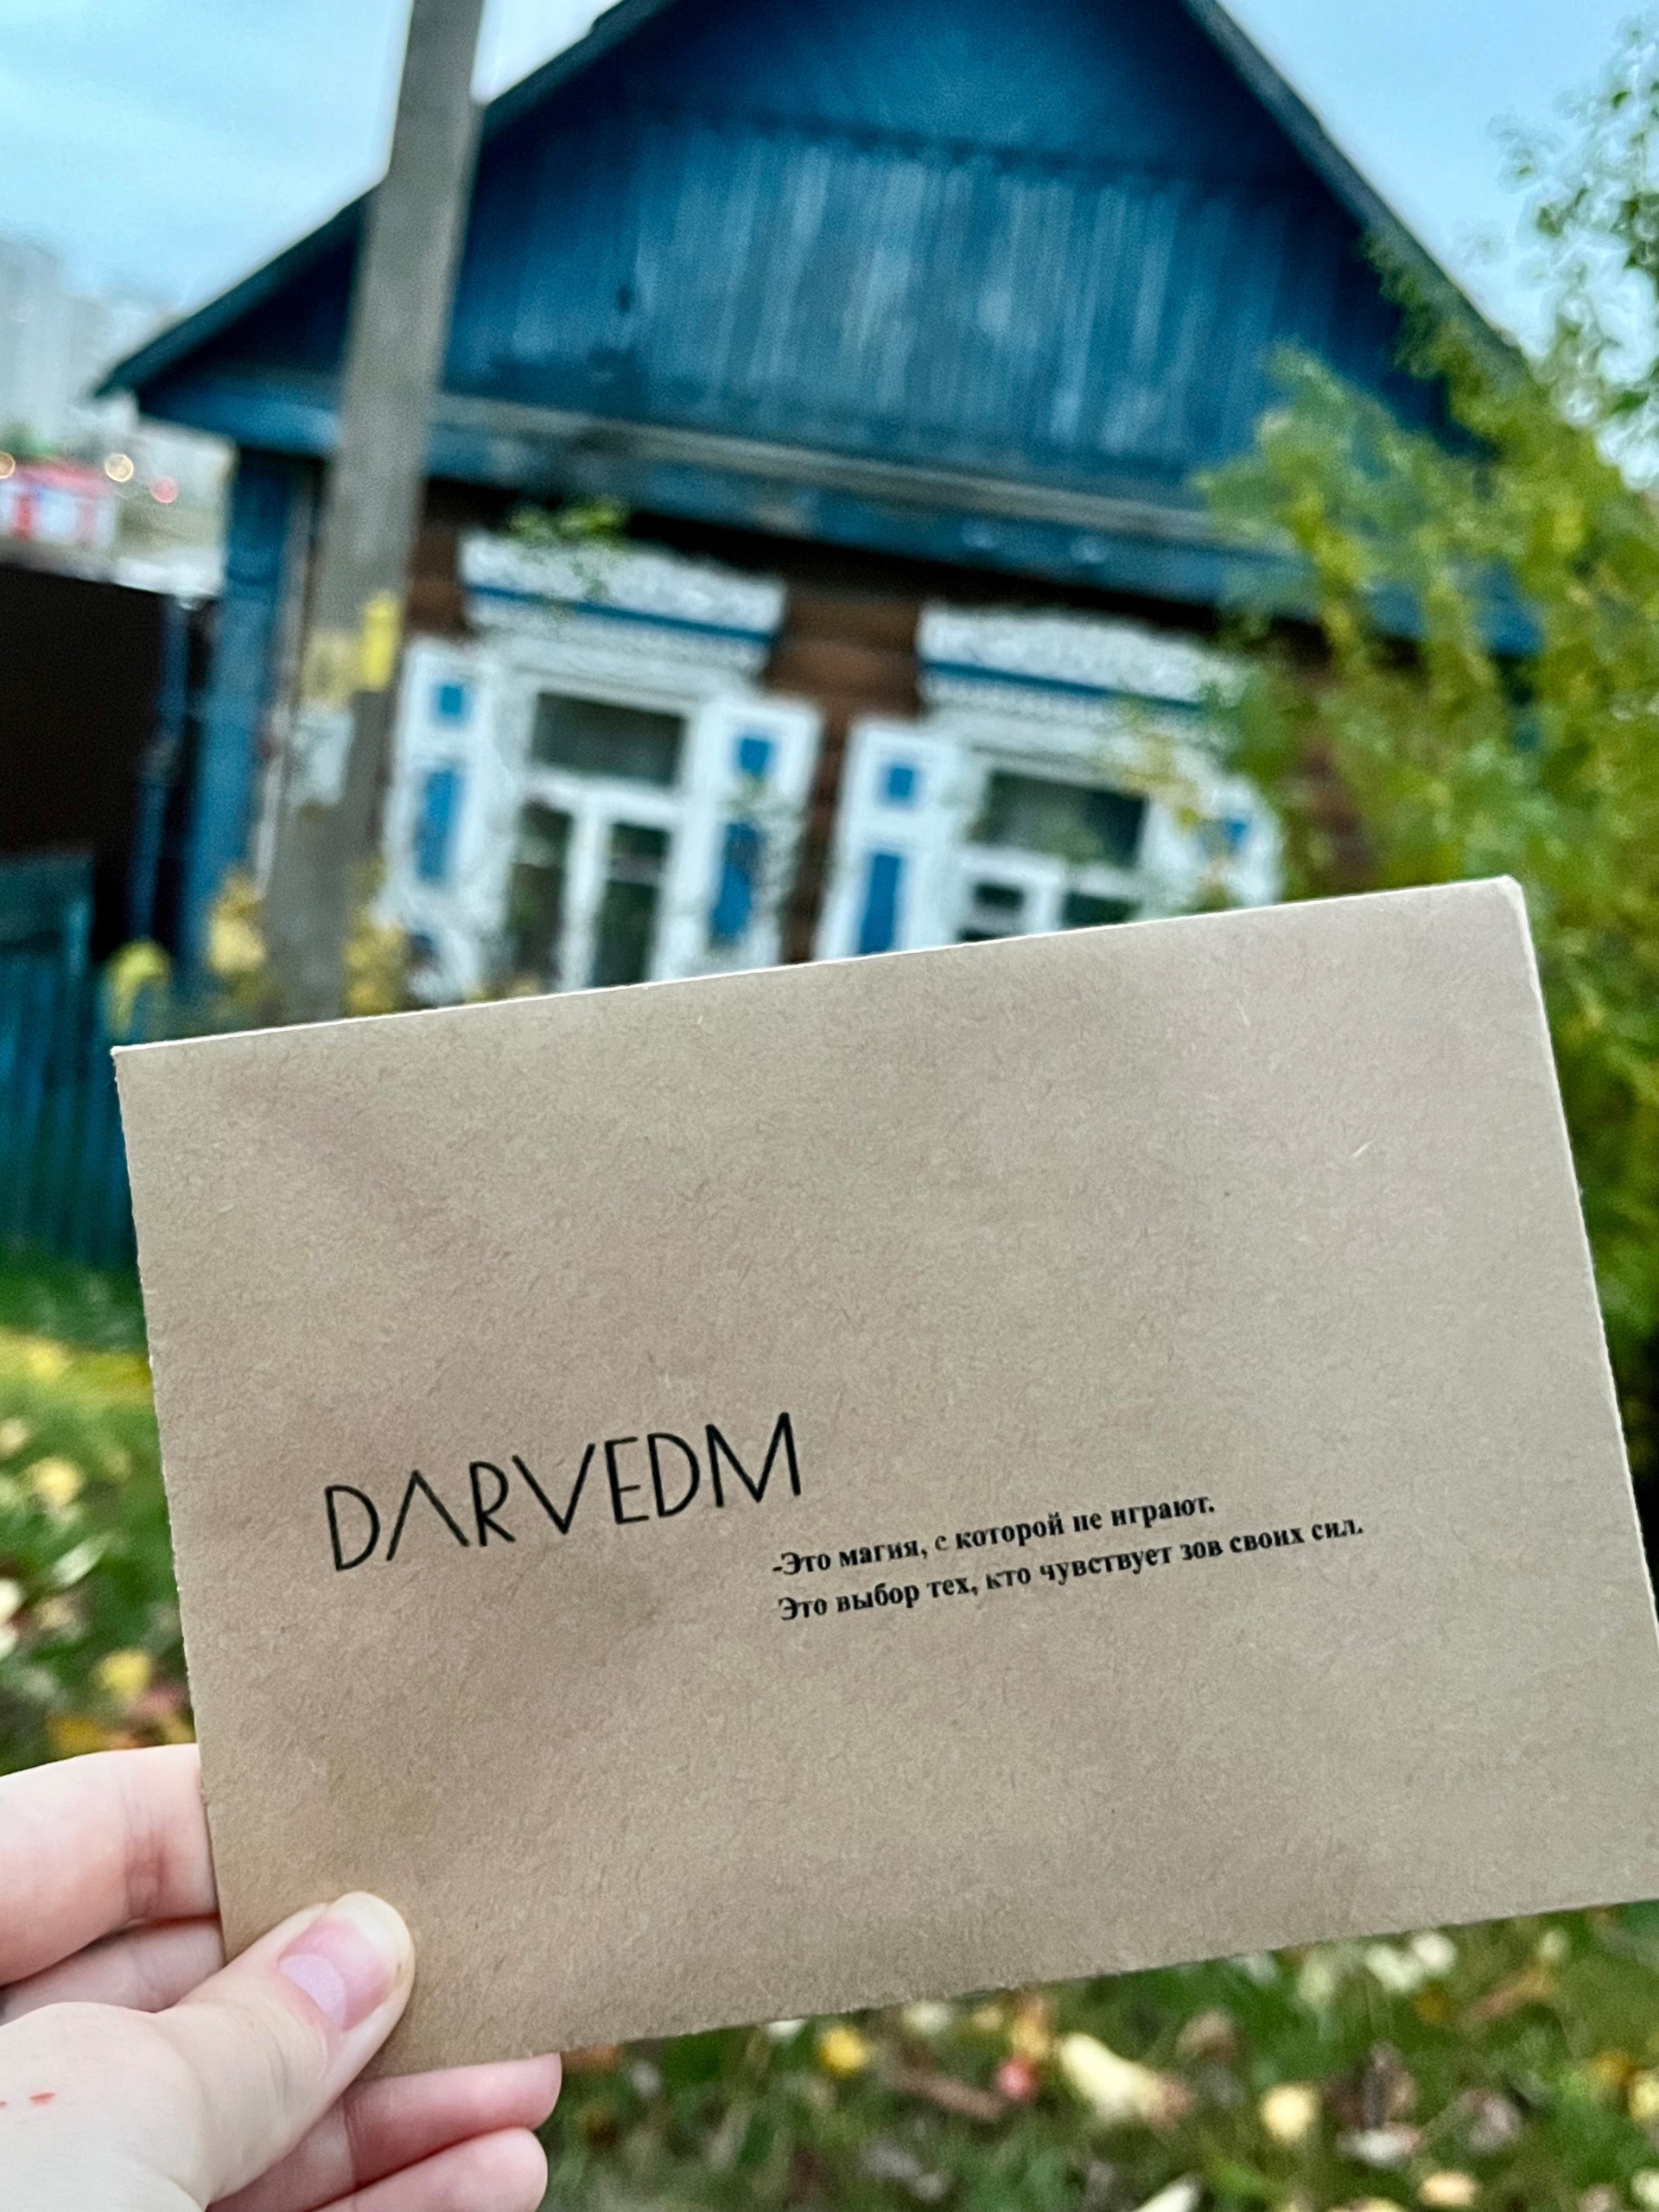 DARVEDM
-Это магия, с которой не играют.
Это выбор тех, кто чувствует зов своих сил.